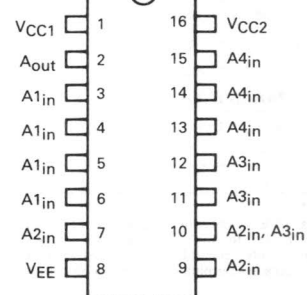 VCC1 1 16 VCC2
Aout 2 15 A4in
A1in 3 14 A4in
A1in 4 13 A4in
A1in 5 12 A3in
A1in 6 11 A3in
A2in 7 10 A2in, A3in
VEE 8 9 A2in